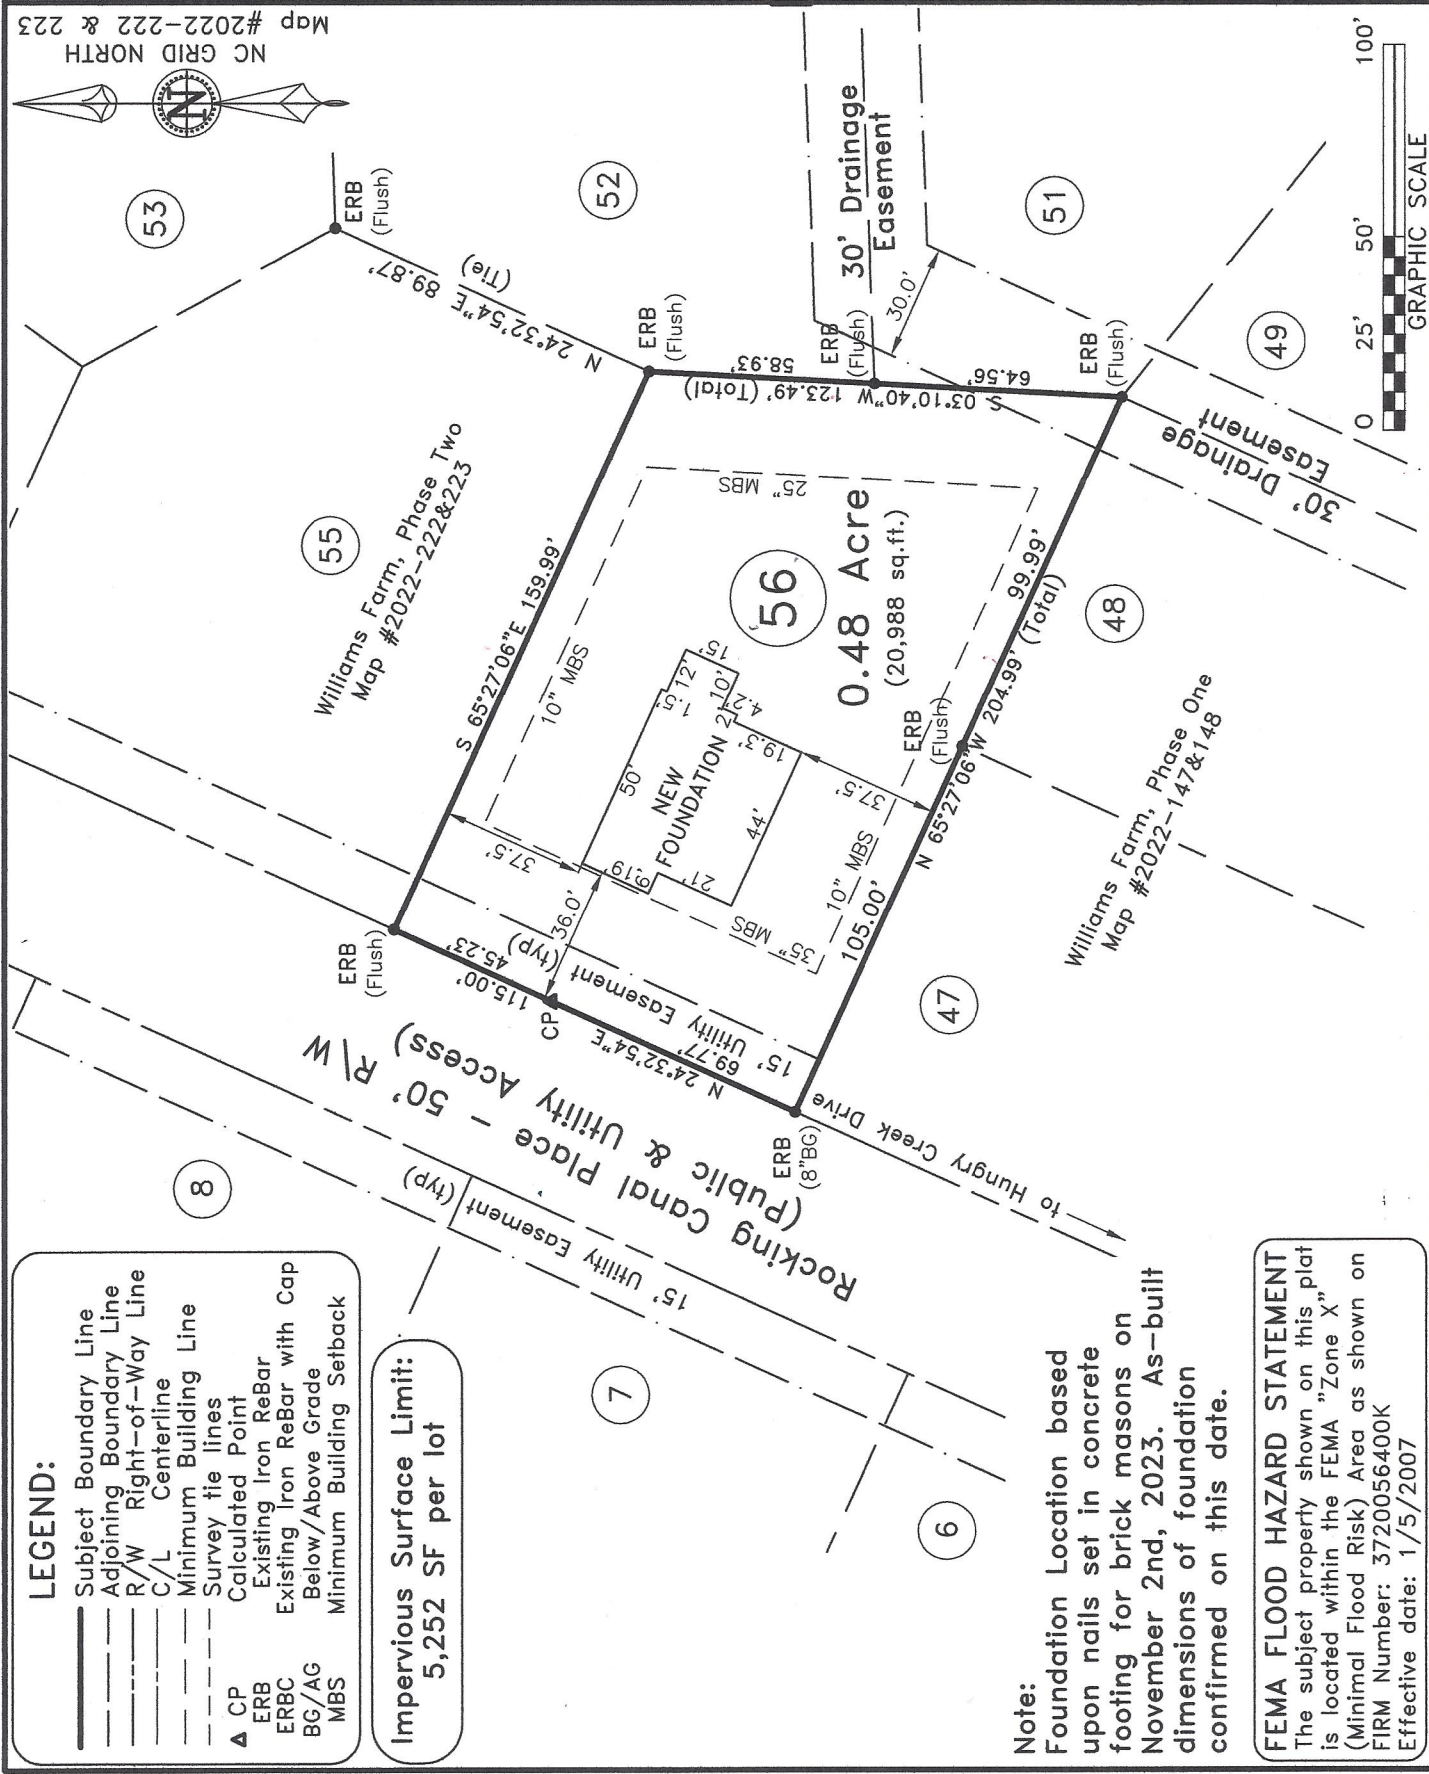 LEGEND:
Subject Boundary Line
Adjoining Boundary Line
R/W Right-of-Way Line
C/L Centerline
Minimum Building Line
Survey tie lines
CP Calculated Point
ERB Existing Iron ReBar
ERBC Existing Iron ReBar with Cap
BG/AG Below/Above Grade
MBS Minimum Building Setback
Impervious Surface Limit:
5,252 SF per lot
Note:
Foundation Location based
upon nails set in concrete
footing for brick masons on
November 2nd, 2023. As-built
dimensions of foundation
confirmed on this date.
FEMA FLOOD HAZARD STATEMENT
The subject property shown on this plat
is located within the FEMA "Zone X"
(Minimal Flood Risk) Area as shown on
FIRM Number: 3720056400K
Effective date: 1/5/2007
8
7
6
15' Utility Easement (typ)
Rocking Canal Place - 50' R/W
(Public & Utility Access)
to Hungry Creek Drive
ERB
(Flush)
45.23'
115.00'
CP
N 24°32'54"E
69.77'
15' Utility Easement (typ)
ERB
(8"BG)
36.0'
37.5'
35" MBS
10" MBS
9.19'
21'
44'
50'
NEW
FOUNDATION
1.5'
12'
15'
10'
2'
4.2'
19.3'
37.5'
10" MBS
25" MBS
56
0.48 Acre
(20,988 sq.ft.)
S 65°27'06"E 159.99'
105.00'
N 65°27'06"W 204.99' (Total)
99.99'
ERB
(Flush)
47
48
Williams Farm, Phase One
Map #2022-147&148
55
Williams Farm, Phase Two
Map #2022-222&223
N 24°32'54"E 89.87'
(Tie)
ERB
(Flush)
ERB
(Flush)
53
52
58.93'
S 03°10'40"W 123.49' (Total)
64.56'
ERB
(Flush)
ERB
(Flush)
30' Drainage
Easement
30.0'
51
49
30' Drainage
Easement
NC GRID NORTH
Map #2022-222 & 223
N
0 25' 50' 100'
GRAPHIC SCALE